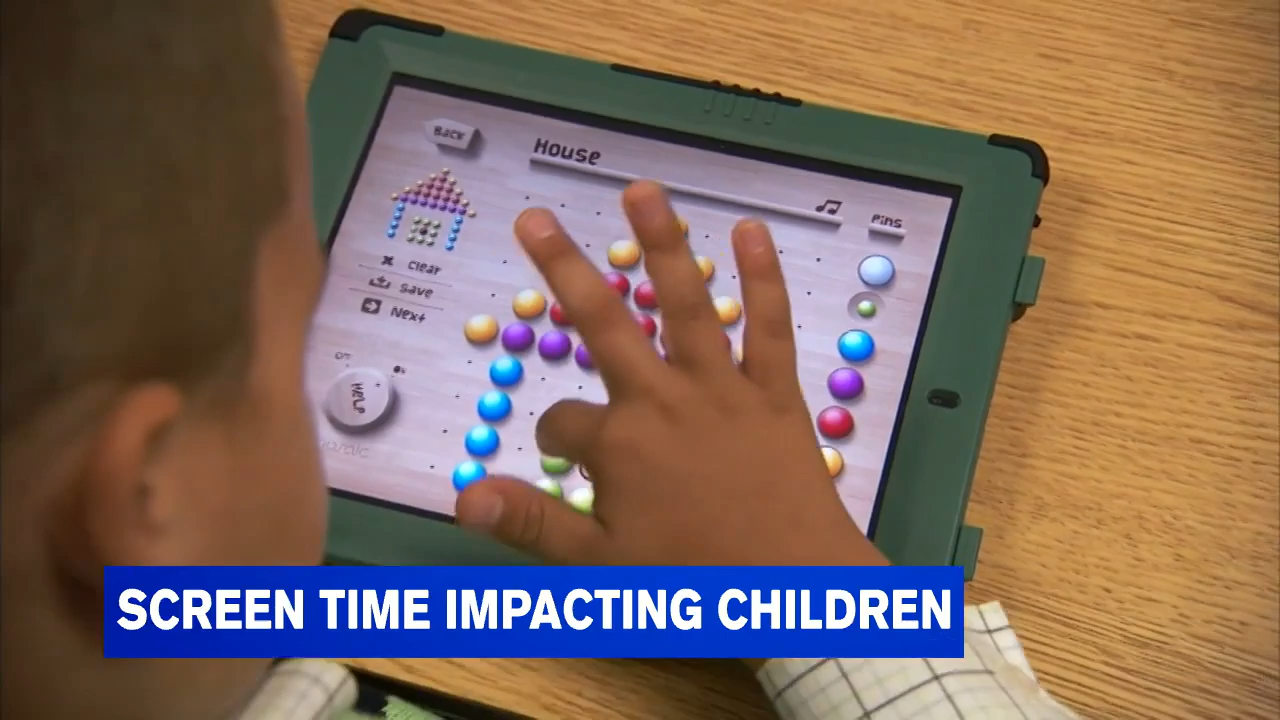 Back
House
Pins
Clear
Save
Next
HELP
SCREEN TIME IMPACTING CHILDREN